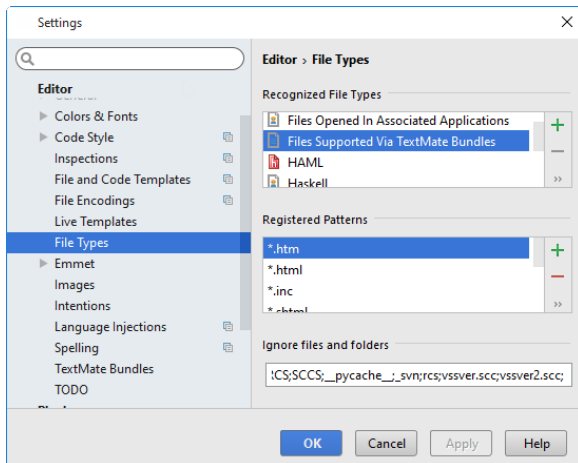 Settings
Editor
Colors & Fonts
Code Style
Inspections
File and Code Templates
File Encodings
Live Templates
File Types
Emmet
Images
Intentions
Language Injections
Spelling
TextMate Bundles
TODO
Editor › File Types
Recognized File Types
Files Opened In Associated Applications
Files Supported Via TextMate Bundles
HAML
Haskell
Registered Patterns
*.htm
*.html
*.inc
*.shtml
Ignore files and folders
CS;SCCS;__pycache__;_svn;rcs;vssver.scc;vssver2.scc;
OK
Cancel
Apply
Help